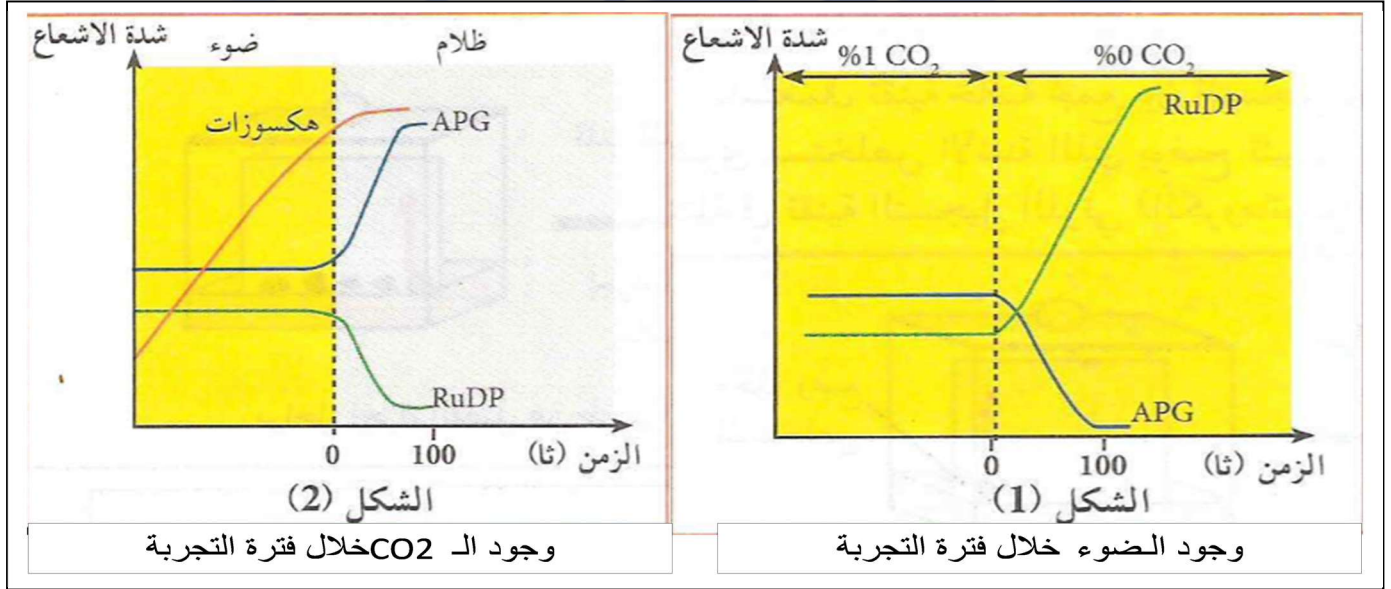 شدة الاشعاع
%1 CO₂
%0 CO₂
RuDP
APG
0
100
الزمن (ثا)
الشكل (1)
وجود الـضوء خلال فترة التجربة
شدة الاشعاع
ضوء
ظلام
هكسوزات
APG
RuDP
0
100
الزمن (ثا)
الشكل (2)
وجود الـ CO2خلال فترة التجربة